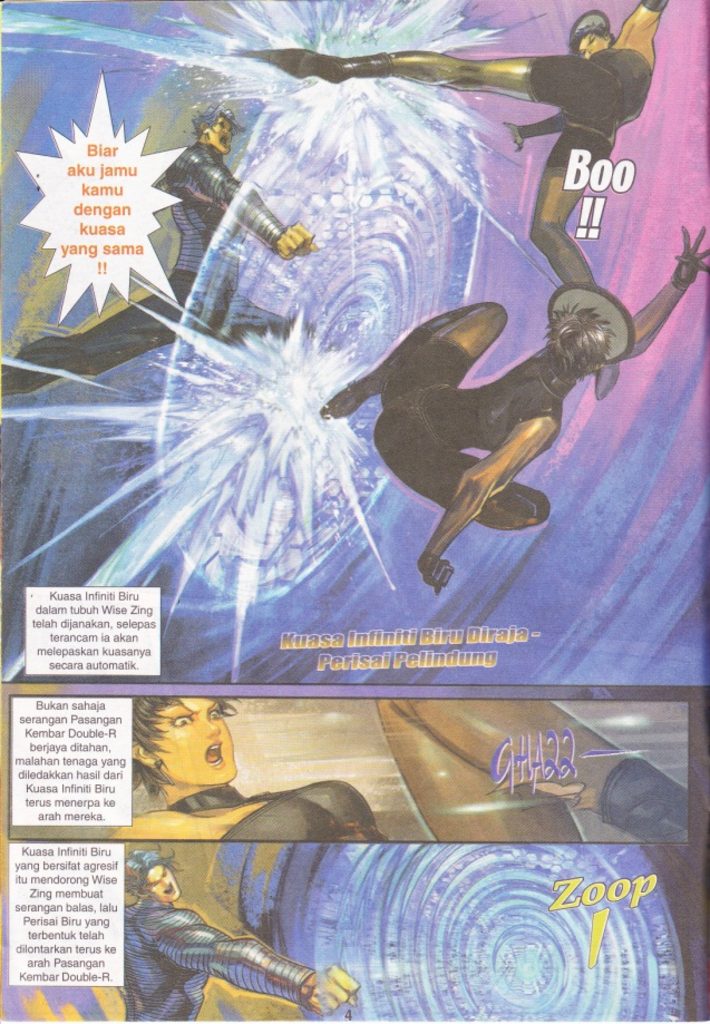 Biar
aku jamu
kamu
dengan
kuasa
yang sama
!!
BOO
!!
Kuasa Infiniti Biru
dalam tubuh Wise Zing
telah dijanakan, selepas
terancam ia akan
melepaskan kuasanya
secara automatik.
Kuasa Infiniti Biru Diraja -
Perisai Pelindung
Bukan sahaja
serangan Pasangan
Kembar Double-R
berjaya ditahan,
malahan tenaga yang
diledakkan hasil dari
Kuasa Infiniti Biru
terus menerpa ke
arah mereka.
Kuasa Infiniti Biru
yang bersifat agresif
itu mendorong Wise
Zing membuat
serangan balas, lalu
Perisai Biru yang
terbentuk telah
dilontarkan terus ke
arah Pasangan
Kembar Double-R.
Zoop
!
4